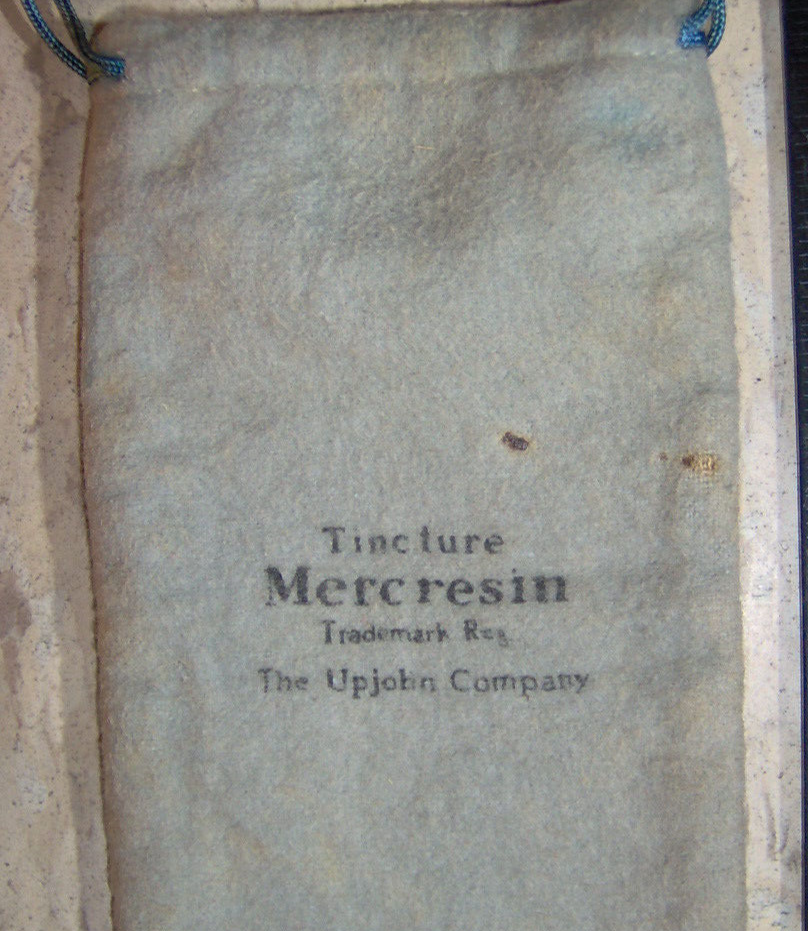 Tincture
Mercresin
Trademark Reg.
The Upjohn Company